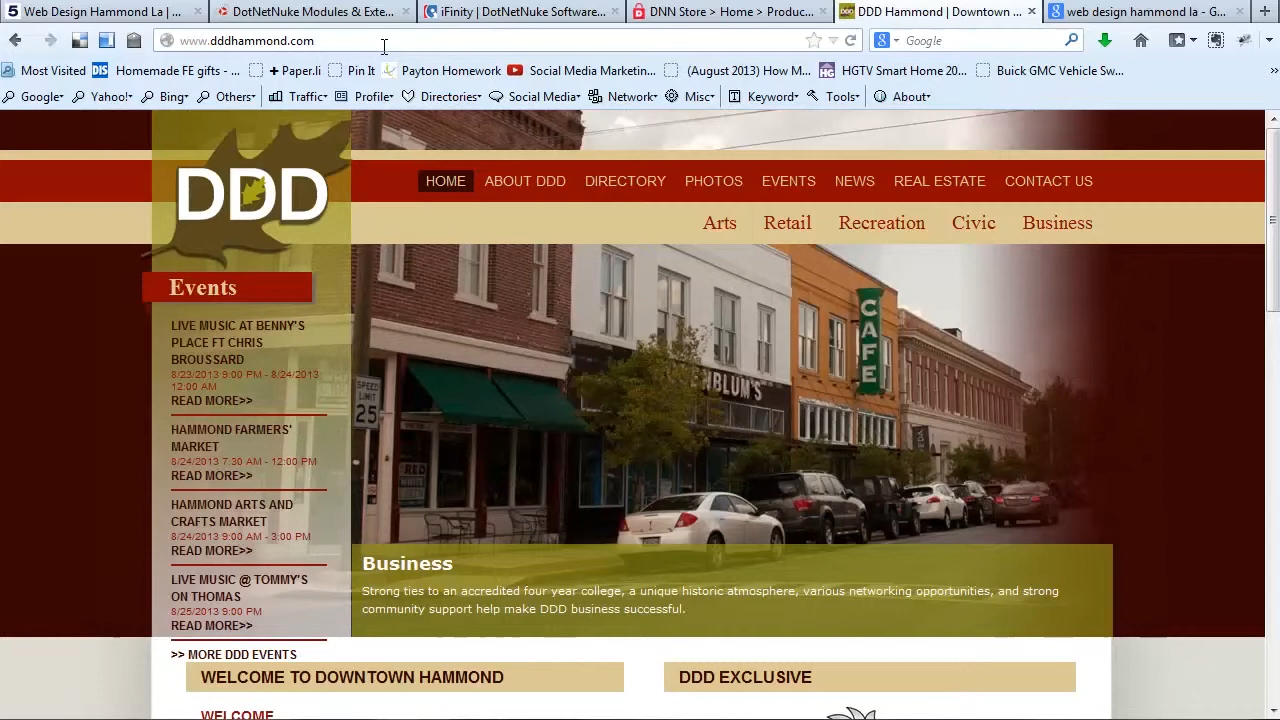 Web Design Hammond La | ...
DotNetNuke Modules & Exte...
iFinity | DotNetNuke Software...
DNN Store > Home > Produc...
DDD Hammond | Downtown ...
web design hammond la - G...
www.dddhammond.com
Google
Most Visited
Homemade FE gifts - ...
+ Paper.li
Pin It
Payton Homework
Social Media Marketin...
(August 2013) How M...
HGTV Smart Home 20...
Buick GMC Vehicle Sw...
Google
Yahoo!
Bing
Others
Traffic
Profile
Directories
Social Media
Network
Misc
Keyword
Tools
About
DDD
HOME
ABOUT DDD
DIRECTORY
PHOTOS
EVENTS
NEWS
REAL ESTATE
CONTACT US
Arts
Retail
Recreation
Civic
Business
Events
LIVE MUSIC AT BENNY'S
PLACE FT CHRIS
BROUSSARD
8/23/2013 9:00 PM - 8/24/2013
12:00 AM
READ MORE>>
HAMMOND FARMERS'
MARKET
8/24/2013 7:30 AM - 12:00 PM
READ MORE>>
HAMMOND ARTS AND
CRAFTS MARKET
8/24/2013 9:00 AM - 3:00 PM
READ MORE>>
LIVE MUSIC @ TOMMY'S
ON THOMAS
8/25/2013 9:00 PM
READ MORE>>
>> MORE DDD EVENTS
SPEED
LIMIT
25
CAFE
Business
Strong ties to an accredited four year college, a unique historic atmosphere, various networking opportunities, and strong
community support help make DDD business successful.
WELCOME TO DOWNTOWN HAMMOND
DDD EXCLUSIVE
WELCOME